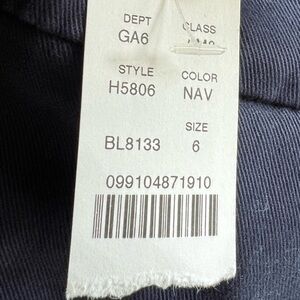 DEPT CLASS
GA6
STYLE COLOR
H5806 NAV
SIZE
BL8133 6
099104871910